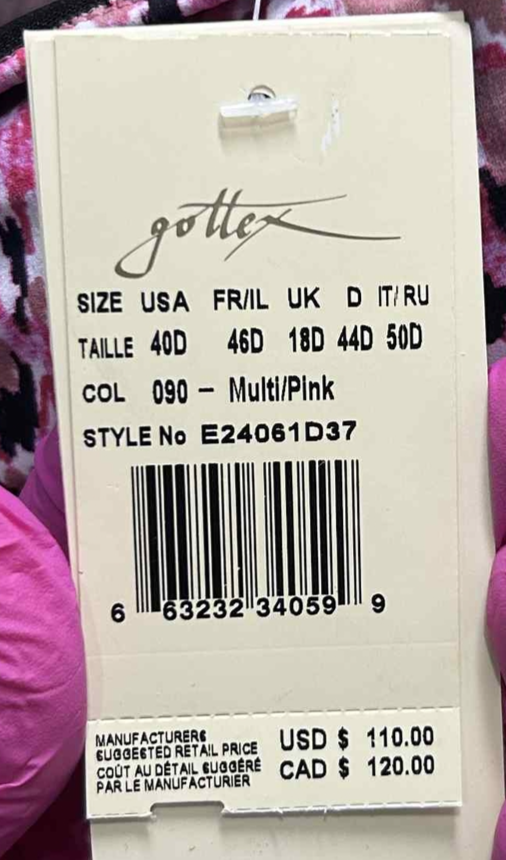 gottex
SIZE USA FR/IL UK D IT/RU
TAILLE 40D 46D 18D 44D 50D
COL 090 – Multi/Pink
STYLE No E24061D37
6 63232 34059 9
MANUFACTURERS
SUGGESTED RETAIL PRICE
COÛT AU DÉTAIL SUGGÉRÉ
PAR LE MANUFACTURIER
USD $ 110.00
CAD $ 120.00